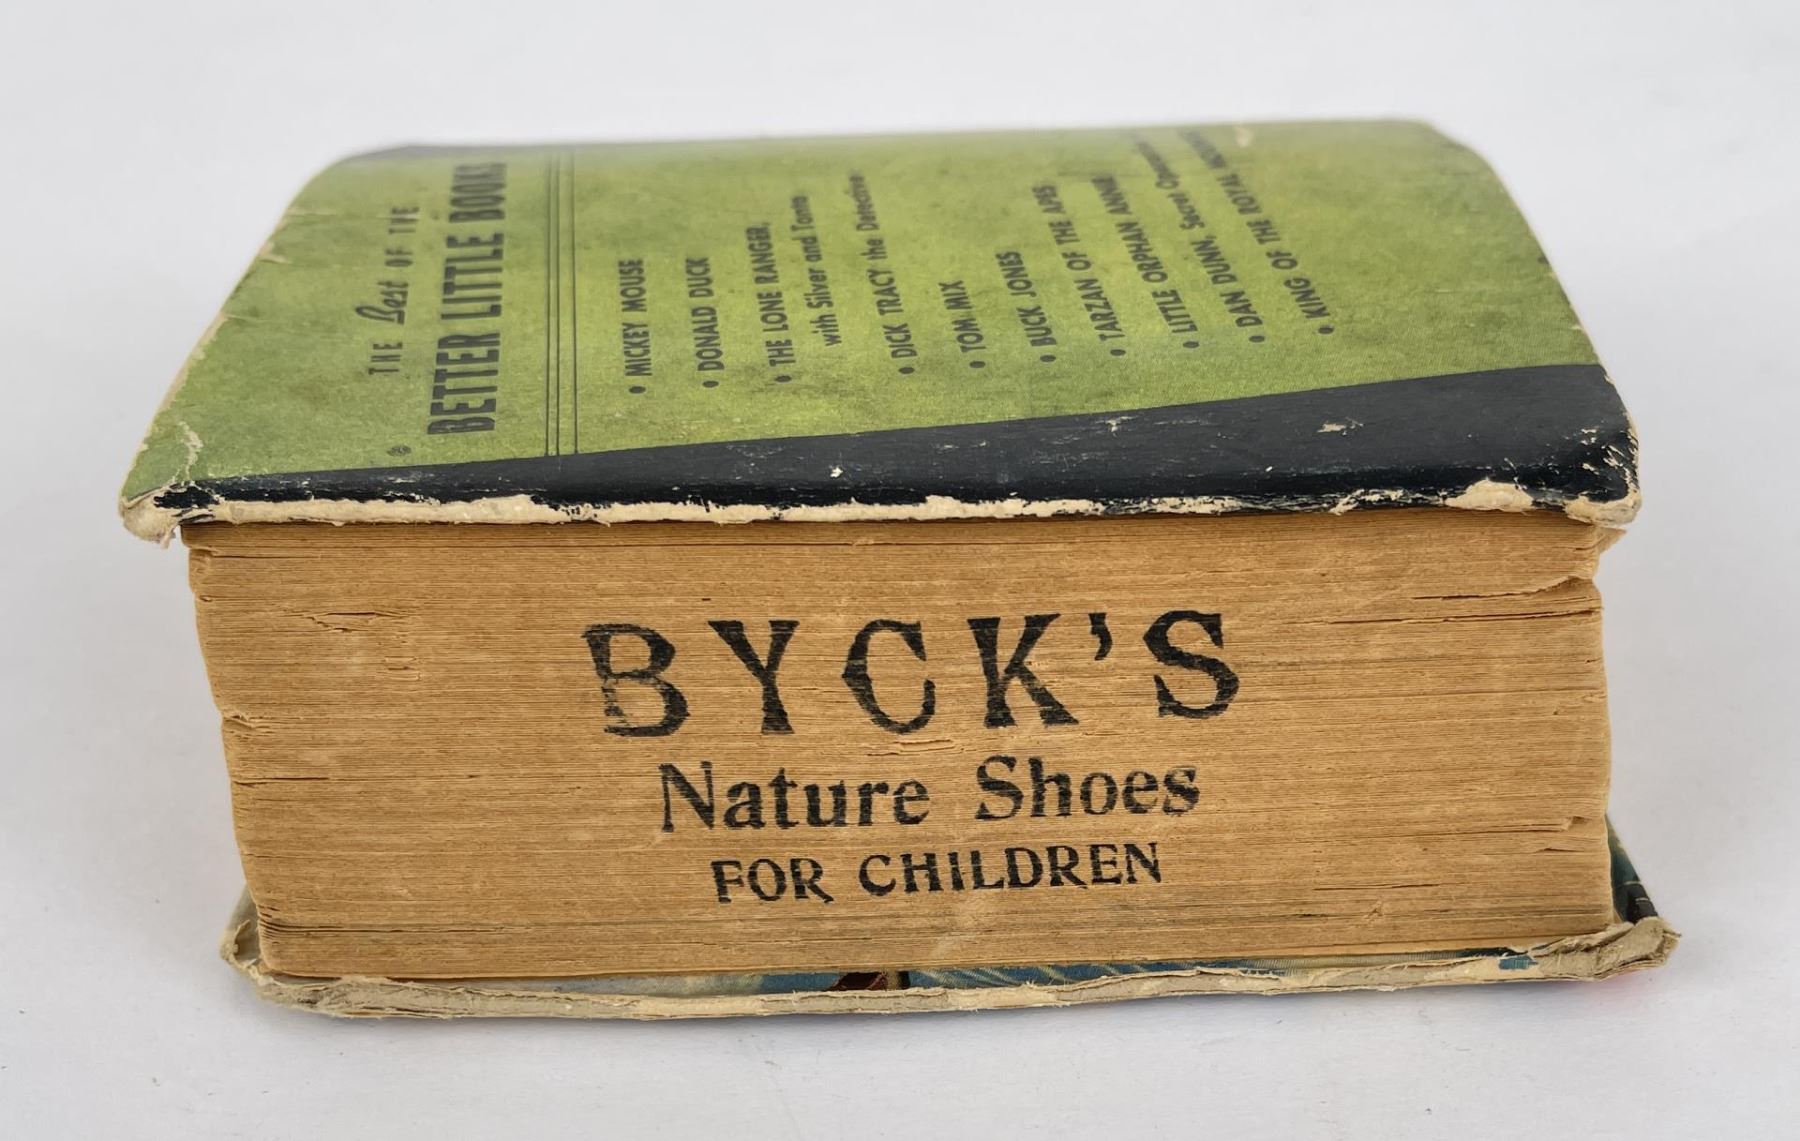 THE Best OF THE
BETTER LITTLE BOOKS
• MICKEY MOUSE
• DONALD DUCK
• THE LONE RANGER,
with Silver and Tonto
• DICK TRACY the Detective
• TOM MIX
• BUCK JONES
• TARZAN OF THE APES
• LITTLE ORPHAN ANNIE
• DAN DUNN, Secret
• KING OF THE ROYAL
BYCK'S
Nature Shoes
FOR CHILDREN